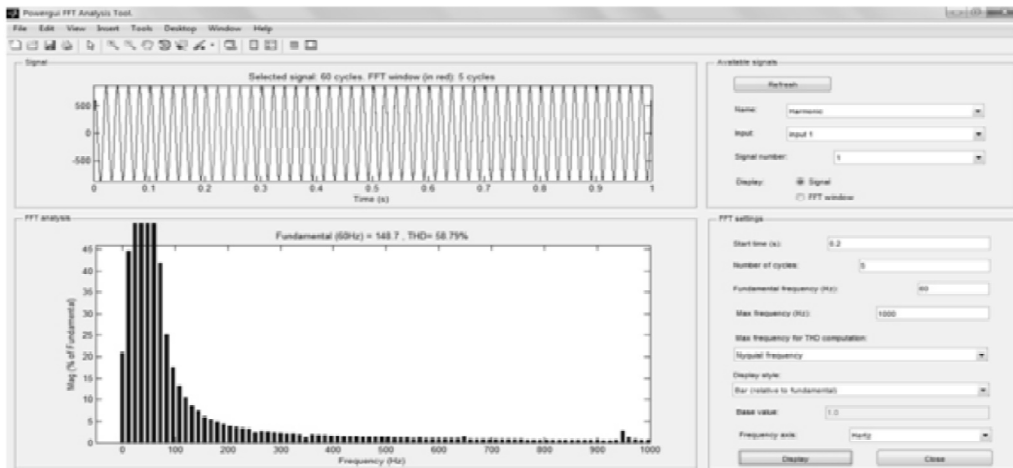 Powergui FFT Analysis Tool.
File Edit View Insert Tools Desktop Window Help
Signal
Selected signal: 60 cycles. FFT window (in red): 5 cycles
500
0
-500
0 0.1 0.2 0.3 0.4 0.5 0.6 0.7 0.8 0.9 1
Time (s)
FFT analysis
Fundamental (60Hz) = 148.7 , THD= 58.79%
45
40
35
30
25
20
15
10
5
0
Mag (% of Fundamental)
0 100 200 300 400 500 600 700 800 900 1000
Frequency (Hz)
Available signals
Refresh
Name: Harmonic
Input: input 1
Signal number: 1
Display: Signal
FFT window
FFT settings
Start time (s): 0.2
Number of cycles: 5
Fundamental frequency (Hz): 60
Max frequency (Hz): 1000
Max frequency for THD computation:
Nyquist frequency
Display style:
Bar (relative to fundamental)
Base value: 1.0
Frequency axis: Hertz
Display Close